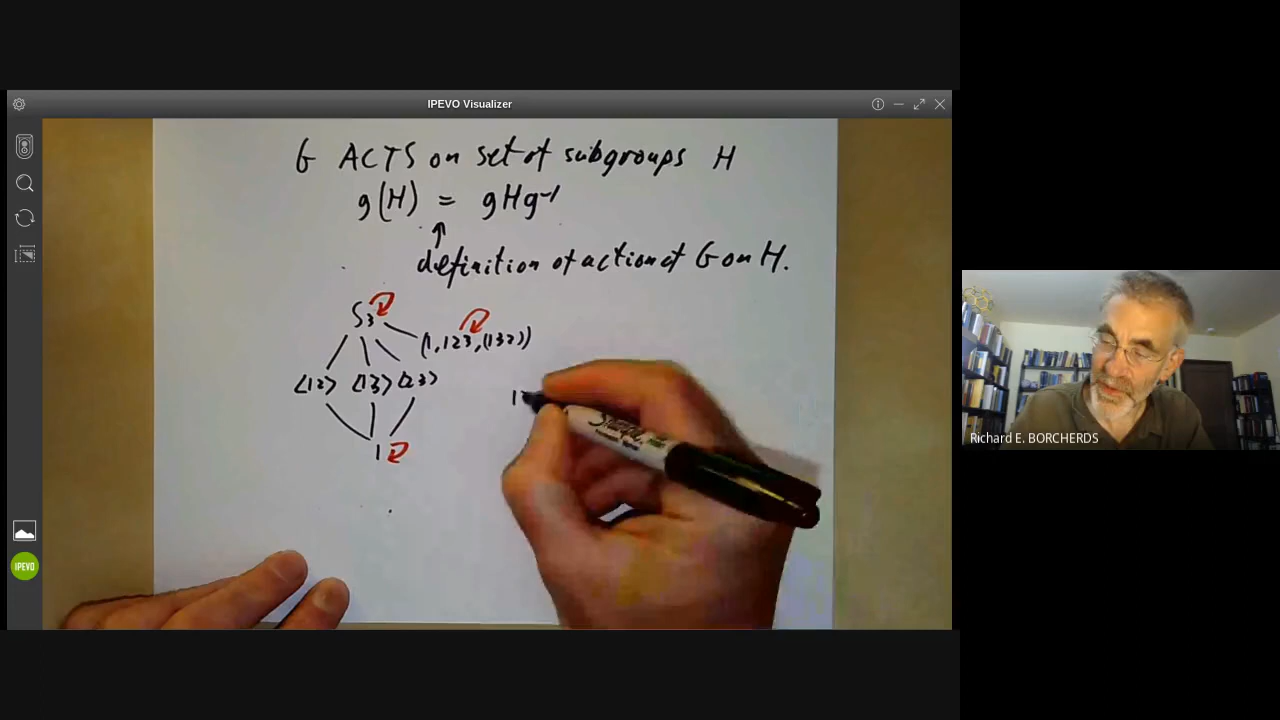 IPEVO Visualizer
G ACTS on set of subgroups H
g(H) = gHg-1
↑
definition of action of G on H.
S3
(1,123,(132))
<12> <13> <23>
1
1
IPEVO
Richard E. BORCHERDS